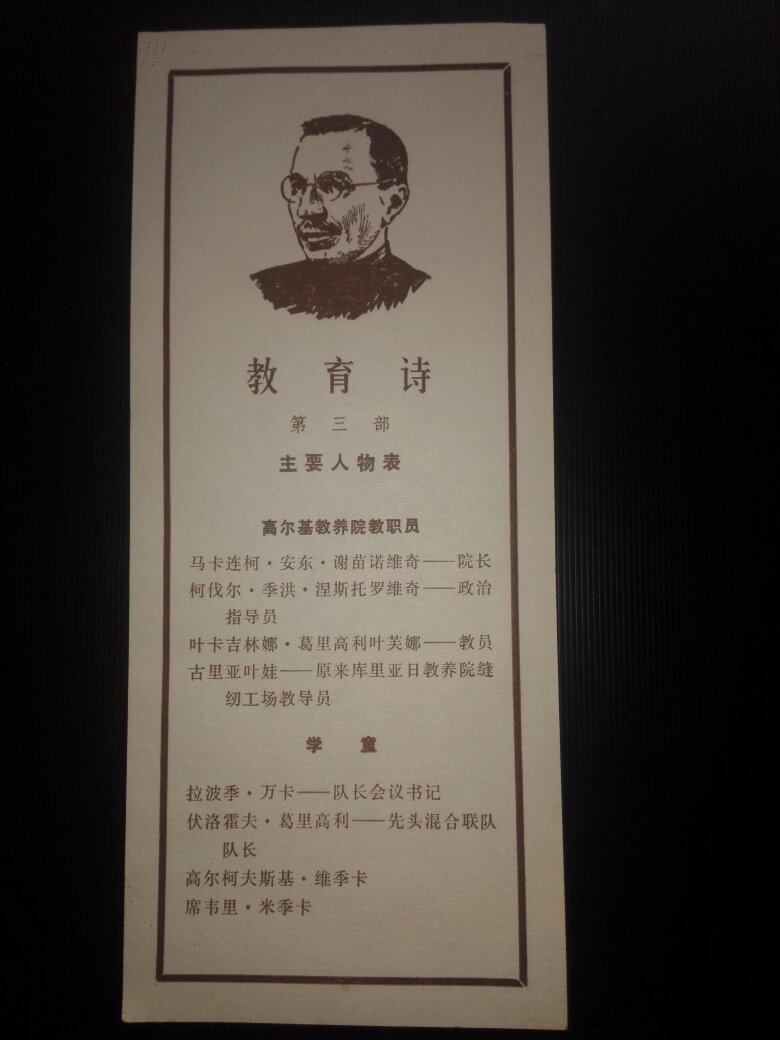 教育诗
第三部
主要人物表
高尔基教养院教职员
马卡连柯·安东·谢苗诺维奇——院长
柯伐尔·季洪·涅斯托罗维奇——政治
指导员
叶卡吉林娜·葛里高利叶芙娜——教员
古里亚叶娃——原来库里亚日教养院缝
纫工场教导员
学童
拉波季·万卡——队长会议书记
伏洛霍夫·葛里高利——先头混合联队
队长
高尔柯夫斯基·维季卡
席韦里·米季卡